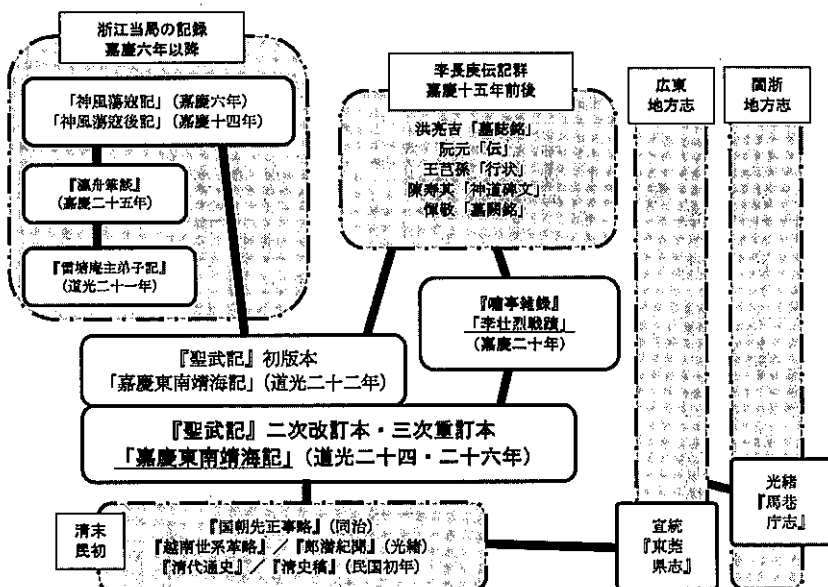 浙江当局の記録
嘉慶六年以降
「神風蕩寇記」（嘉慶六年）
「神風蕩寇後記」（嘉慶十四年）
『瀛舟筆談』
（嘉慶二十五年）
『雷塘庵主弟子記』
（道光二十一年）
李長庚伝記群
嘉慶十五年前後
洪亮吉「墓誌銘」
阮元「伝」
王芑孫「行状」
陳寿祺「神道碑文」
惲敬「墓闕銘」
広東
地方志
閩浙
地方志
『嘯亭雑録』
「李壮烈戦蹟」
（嘉慶二十年）
『聖武記』初版本
「嘉慶東南靖海記」（道光二十二年）
『聖武記』二次改訂本・三次重訂本
「嘉慶東南靖海記」（道光二十四・二十六年）
清末
民初
『国朝先正事略』（同治）
『越南世系革略』／『郎潜紀聞』（光緒）
『清代通史』／『清史稿』（民国初年）
宣統
『東莞
県志』
光緒
『馬巷
庁志』